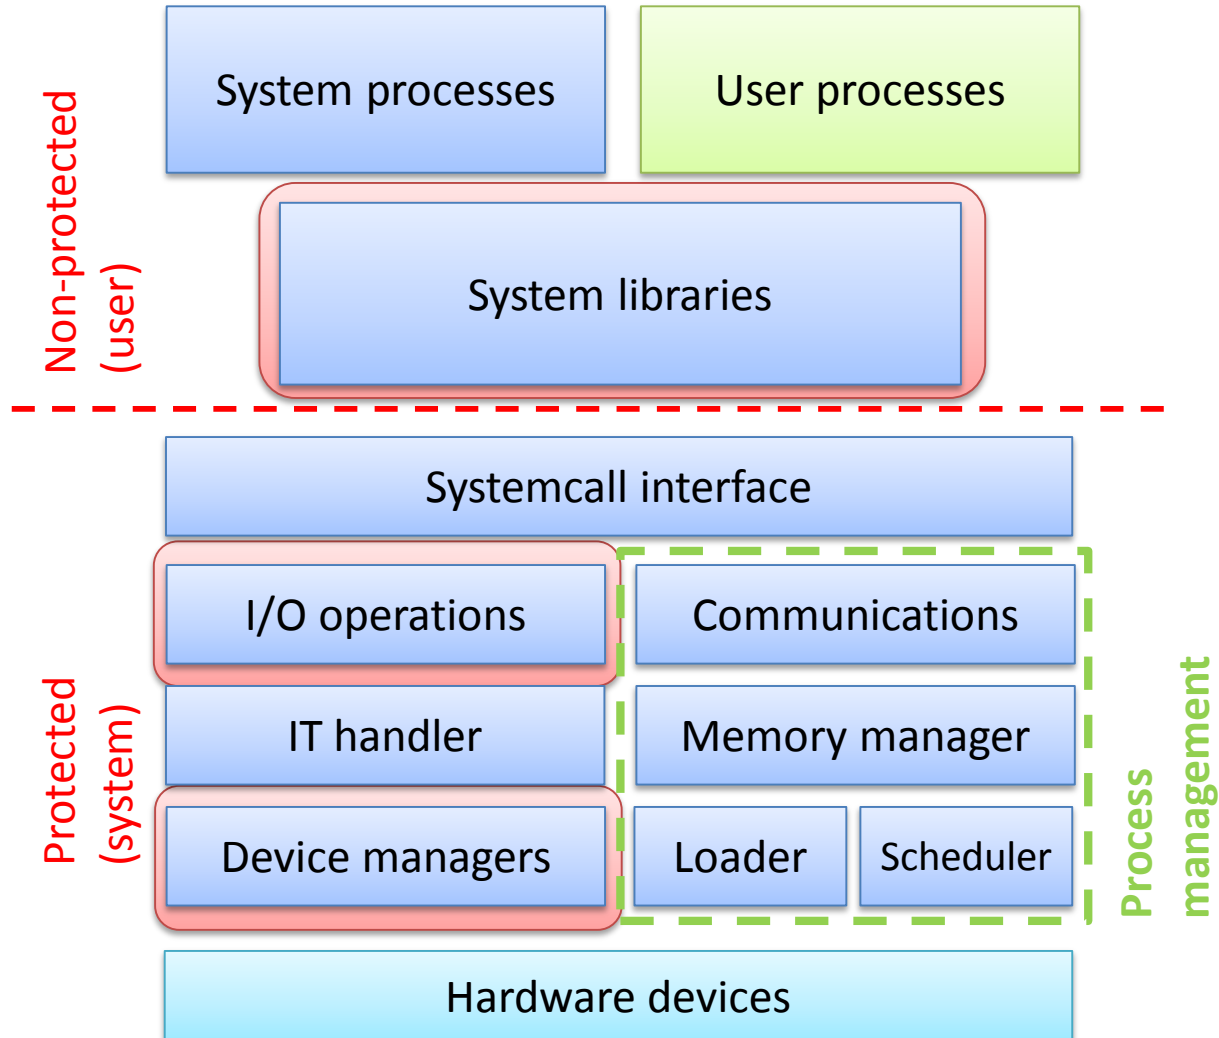 System processes
User processes
Non-protected
(user)
System libraries
Systemcall interface
I/O operations
Communications
Protected
(system)
IT handler
Memory manager
Process
management
Device managers
Loader
Scheduler
Hardware devices